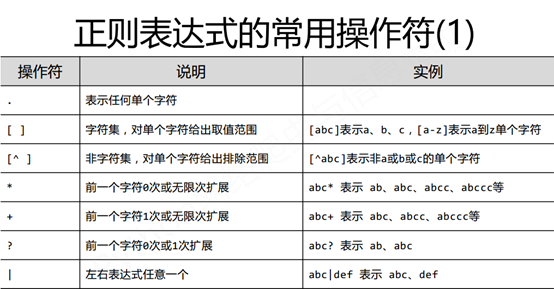 正则表达式的常用操作符(1)
操作符 说明 实例
. 表示任何单个字符
[ ] 字符集，对单个字符给出取值范围 [abc]表示a、b、c，[a-z]表示a到z单个字符
[^ ] 非字符集，对单个字符给出排除范围 [^abc]表示非a或b或c的单个字符
* 前一个字符0次或无限次扩展 abc* 表示 ab、abc、abcc、abccc等
+ 前一个字符1次或无限次扩展 abc+ 表示 abc、abcc、abccc等
? 前一个字符0次或1次扩展 abc? 表示 ab、abc
| 左右表达式任意一个 abc|def 表示 abc、def